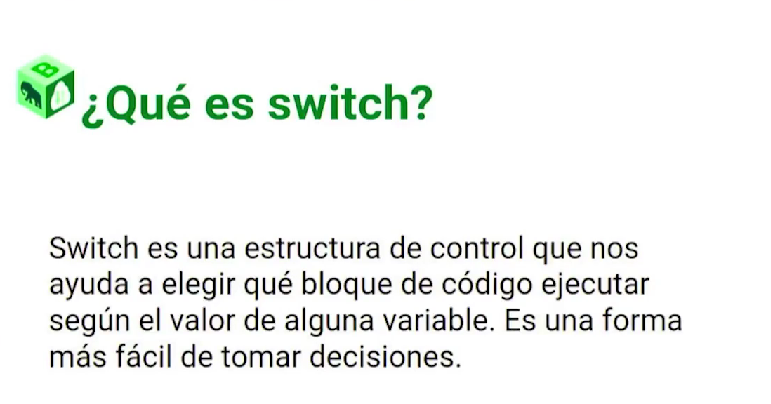 B
¿Qué es switch?
Switch es una estructura de control que nos
ayuda a elegir qué bloque de código ejecutar
según el valor de alguna variable. Es una forma
más fácil de tomar decisiones.